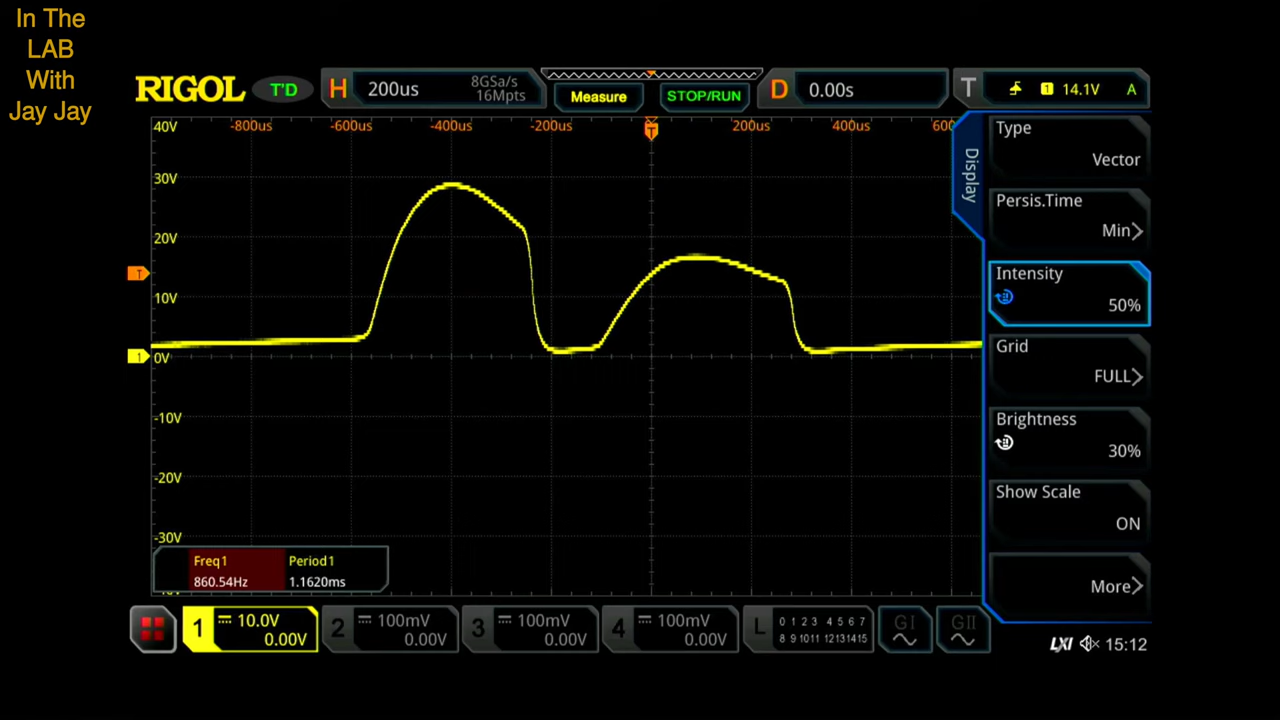 In The
LAB
With
Jay Jay
RIGOL
T'D
H
200us
8GSa/s
16Mpts
Measure
STOP/RUN
D
0.00s
T
1
14.1V
A
40V
-800us
-600us
-400us
-200us
T
200us
400us
600
30V
20V
T
10V
1
0V
-10V
-20V
-30V
Display
Type
Vector
Persis.Time
Min>
Intensity
50%
Grid
FULL>
Brightness
30%
Show Scale
ON
More>
Freq1
860.54Hz
Period1
1.1620ms
1
10.0V
0.00V
2
100mV
0.00V
3
100mV
0.00V
4
100mV
0.00V
L
0 1 2 3 4 5 6 7
8 9 10 11 12 13 14 15
GI
GII
LXI
15:12